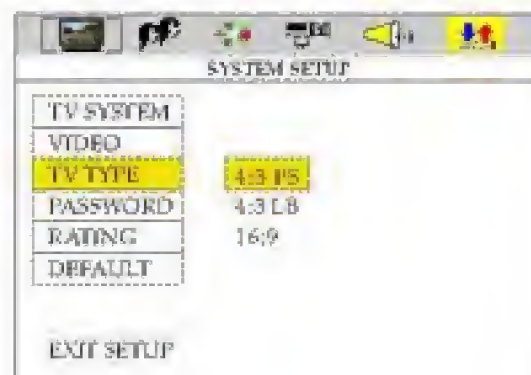 SYSTEM SETUP
TV SYSTEM
VIDEO
TV TYPE
4:3 PS
PASSWORD
4:3 LB
RATING
16:9
DEFAULT
EXIT SETUP